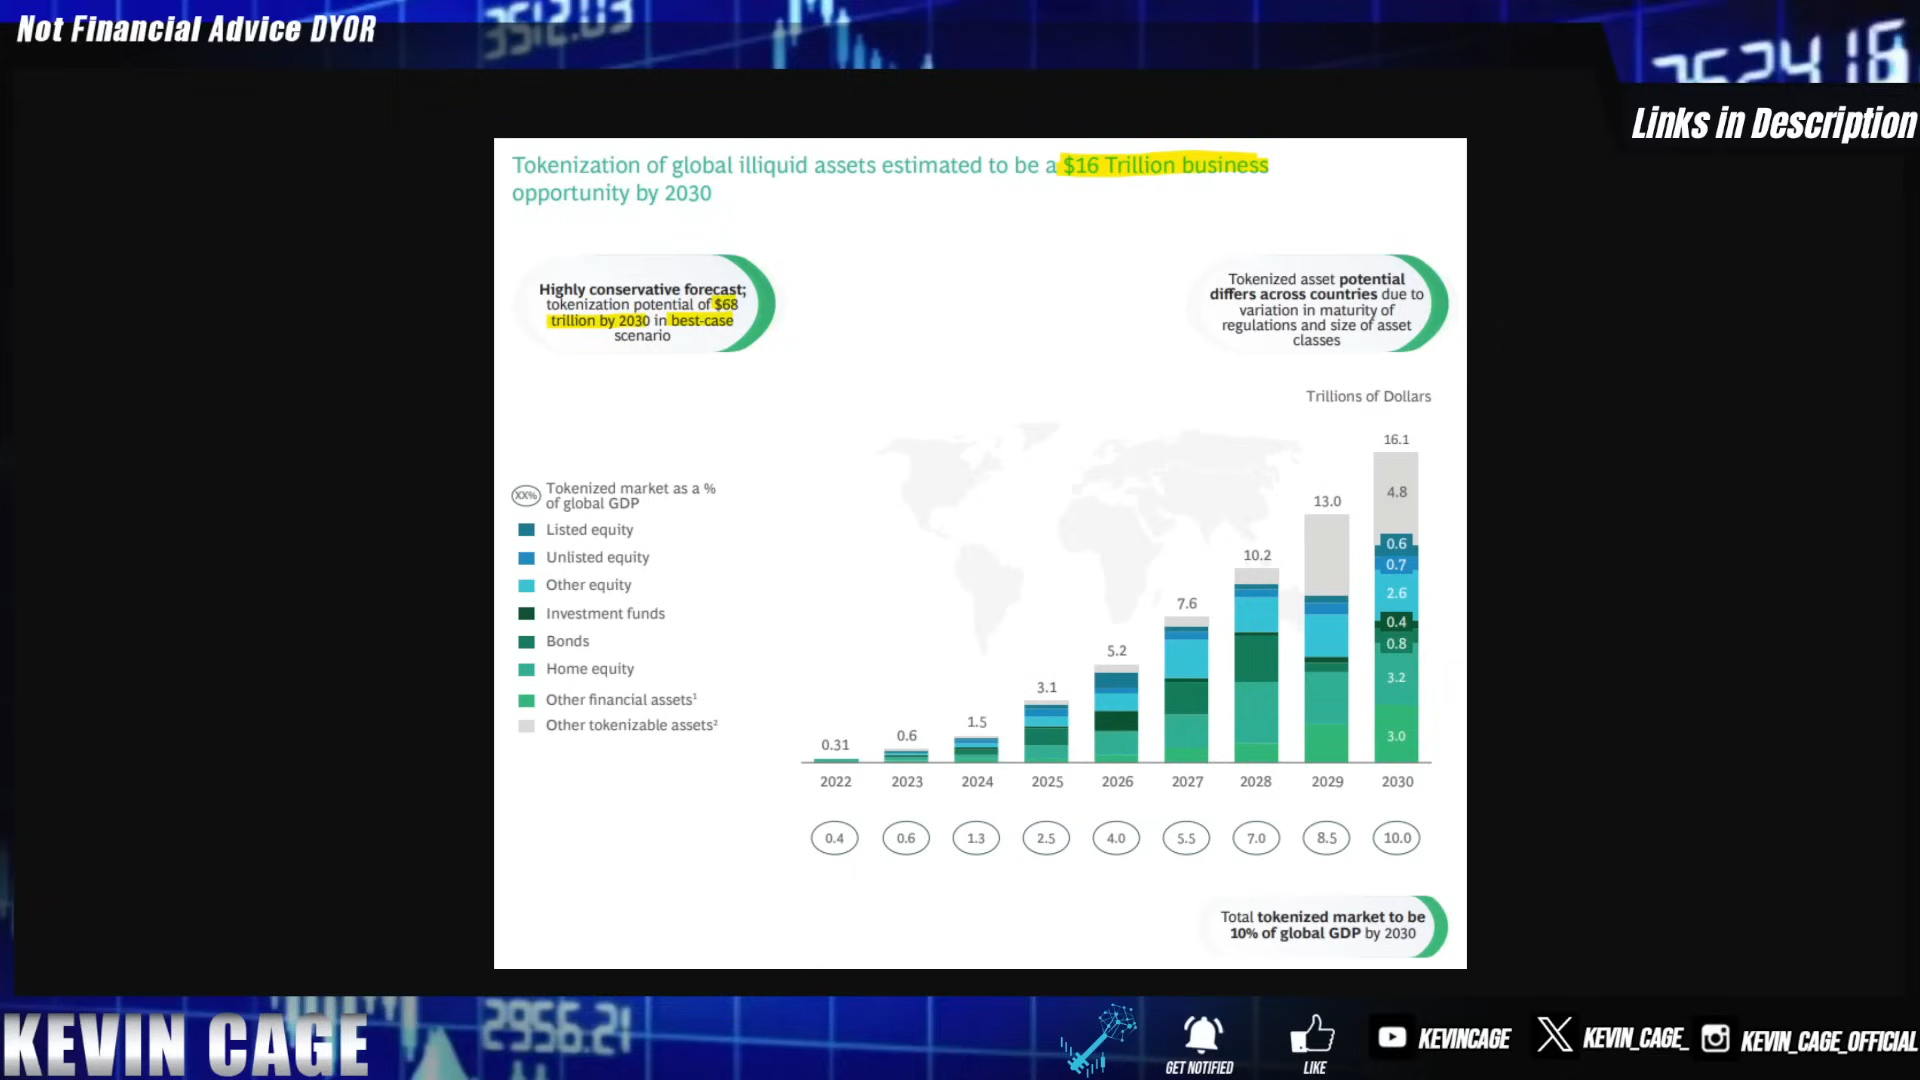 Not Financial Advice DYOR
3512.03
Links in Description
Tokenization of global illiquid assets estimated to be a $16 Trillion business
opportunity by 2030
Highly conservative forecast;
tokenization potential of $68
trillion by 2030 in best-case
scenario
Tokenized asset potential
differs across countries due to
variation in maturity of
regulations and size of asset
classes
Trillions of Dollars
XX% Tokenized market as a %
of global GDP
Listed equity
Unlisted equity
Other equity
Investment funds
Bonds
Home equity
Other financial assets¹
Other tokenizable assets²
0.31
0.6
1.5
3.1
5.2
7.6
10.2
13.0
16.1
4.8
0.6
0.7
2.6
0.4
0.8
3.2
3.0
2022 2023 2024 2025 2026 2027 2028 2029 2030
0.4 0.6 1.3 2.5 4.0 5.5 7.0 8.5 10.0
Total tokenized market to be
10% of global GDP by 2030
KEVIN CAGE
2956.21
GET NOTIFIED
LIKE
KEVINCAGE
KEVIN_CAGE_
KEVIN_CAGE_OFFICIAL